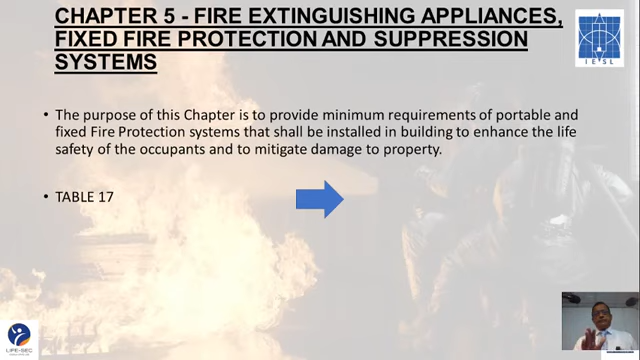 CHAPTER 5 - FIRE EXTINGUISHING APPLIANCES,
FIXED FIRE PROTECTION AND SUPPRESSION
SYSTEMS
IESL
• The purpose of this Chapter is to provide minimum requirements of portable and
fixed Fire Protection systems that shall be installed in building to enhance the life
safety of the occupants and to mitigate damage to property.
• TABLE 17
LIFE-SEC